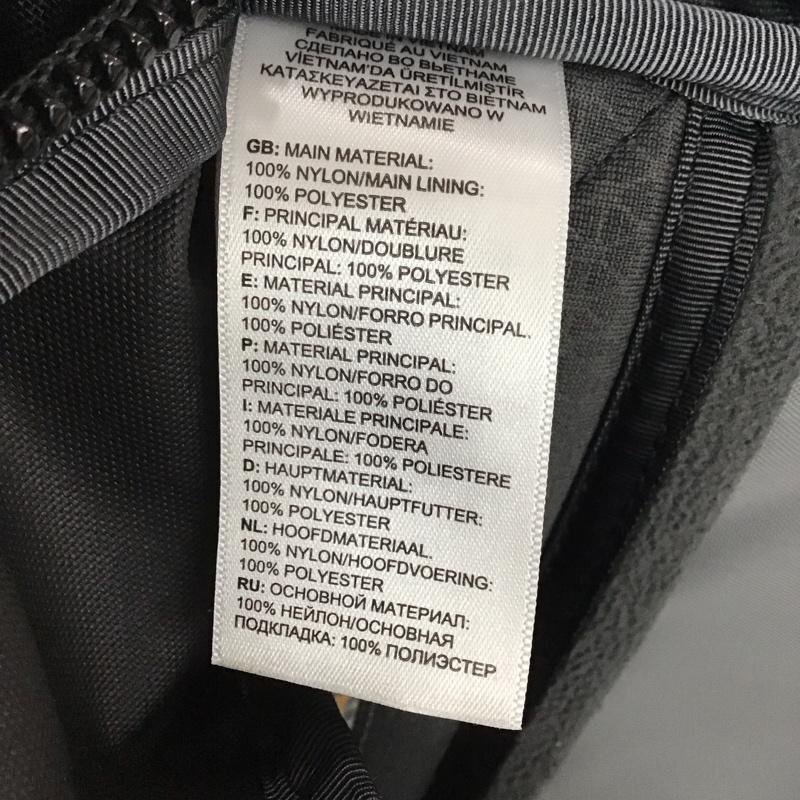 FABRIQUÉ AU VIETNAM
СДЕЛАНО ВО ВЬЕТНАМЕ
VİETNAM'DA ÜRETİLMİŞTİR
ΚΑΤΑΣΚΕΥΑΖΕΤΑΙ ΣΤΟ ΒΙΕΤΝΑΜ
WYPRODUKOWANO W
WIETNAMIE
GB: MAIN MATERIAL:
100% NYLON/MAIN LINING:
100% POLYESTER
F: PRINCIPAL MATÉRIAU:
100% NYLON/DOUBLURE
PRINCIPAL: 100% POLYESTER
E: MATERIAL PRINCIPAL:
100% NYLON/FORRO PRINCIPAL.
100% POLIÉSTER
P: MATERIAL PRINCIPAL:
100% NYLON/FORRO DO
PRINCIPAL: 100% POLIÉSTER
I: MATERIALE PRINCIPALE:
100% NYLON/FODERA
PRINCIPALE: 100% POLIESTERE
D: HAUPTMATERIAL:
100% NYLON/HAUPTFUTTER:
100% POLYESTER
NL: HOOFDMATERIAAL.
100% NYLON/HOOFDVOERING:
100% POLYESTER
RU: ОСНОВНОЙ МАТЕРИАЛ:
100% НЕЙЛОН/ОСНОВНАЯ
ПОДКЛАДКА: 100% ПОЛИЭСТЕР